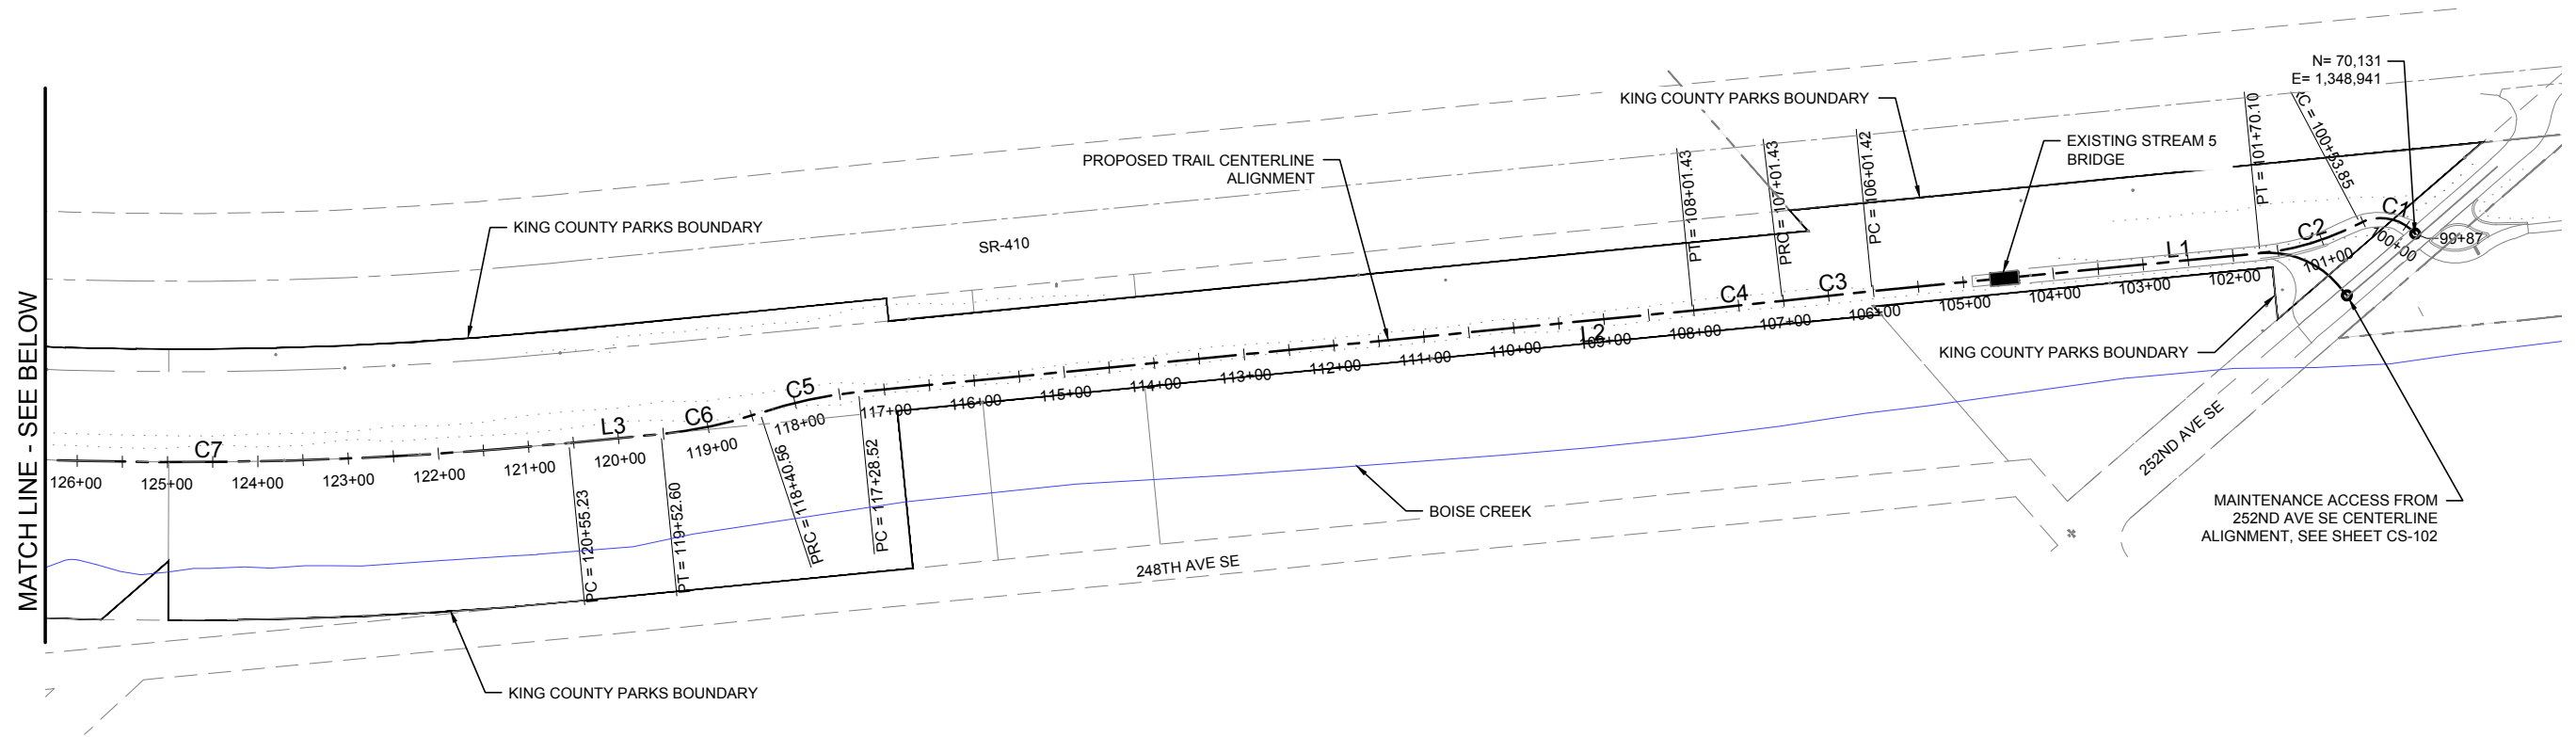 N= 70,131
E= 1,348,941
KING COUNTY PARKS BOUNDARY
EXISTING STREAM 5
BRIDGE
PROPOSED TRAIL CENTERLINE
ALIGNMENT
KING COUNTY PARKS BOUNDARY
SR-410
PT = 108+01.43
PRC = 107+01.43
PC = 106+01.42
PT = 101+70.10
RC = 100+53.85
C1
C2
L1
C3
C4
L2
C5
C6
L3
C7
99+87
100+00
101+00
102+00
103+00
104+00
105+00
106+00
107+00
108+00
109+00
110+00
111+00
112+00
113+00
114+00
115+00
116+00
117+00
118+00
119+00
120+00
121+00
122+00
123+00
124+00
125+00
126+00
KING COUNTY PARKS BOUNDARY
MATCH LINE - SEE BELOW
PC = 120+55.23
PT = 119+52.60
PRC = 118+40.56
PC = 117+28.52
BOISE CREEK
252ND AVE SE
248TH AVE SE
MAINTENANCE ACCESS FROM
252ND AVE SE CENTERLINE
ALIGNMENT, SEE SHEET CS-102
KING COUNTY PARKS BOUNDARY